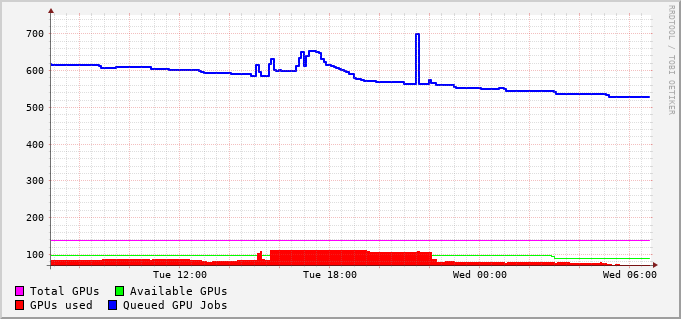 700
600
500
400
300
200
100
Tue 12:00 Tue 18:00 Wed 00:00 Wed 06:00
Total GPUs Available GPUs
GPUs used Queued GPU Jobs
RRDTOOL / TOBI OETIKER